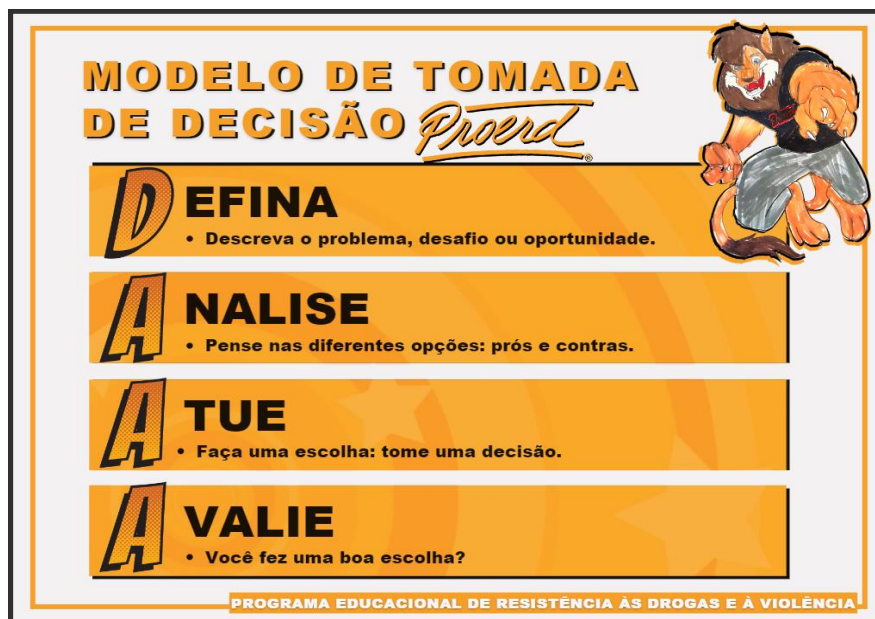 MODELO DE TOMADA
DE DECISÃO Proerd®
DEFINA
• Descreva o problema, desafio ou oportunidade.
ANALISE
• Pense nas diferentes opções: prós e contras.
ATUE
• Faça uma escolha: tome uma decisão.
AVALIE
• Você fez uma boa escolha?
PROGRAMA EDUCACIONAL DE RESISTÊNCIA ÀS DROGAS E À VIOLÊNCIA